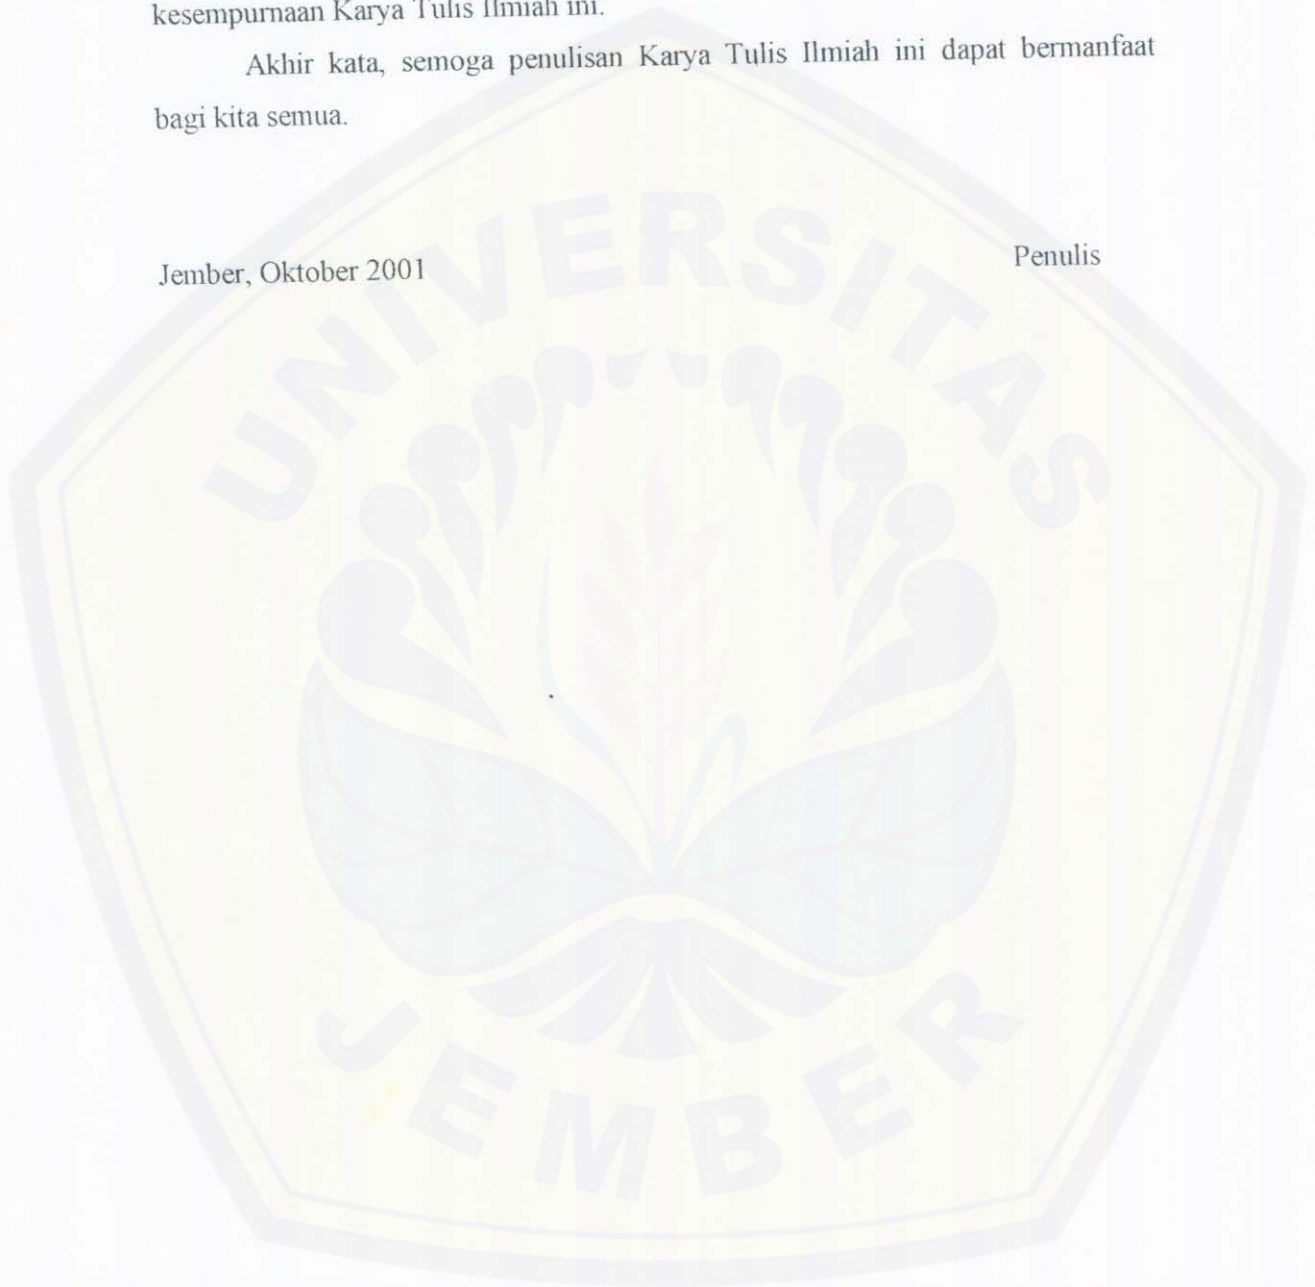 kesempurnaan Karya Tulis Ilmiah ini.
Akhir kata, semoga penulisan Karya Tulis Ilmiah ini dapat bermanfaat
bagi kita semua.
Jember, Oktober 2001
Penulis
UNIVERSITAS
JEMBER